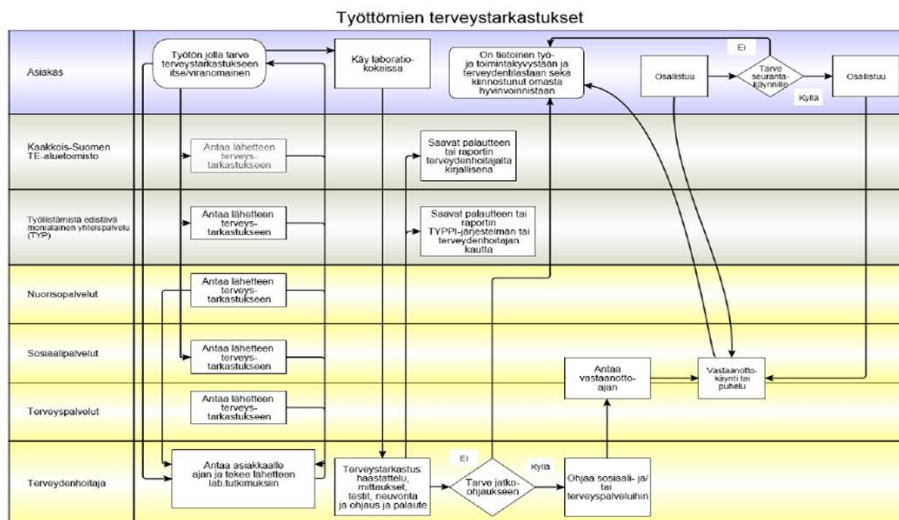 Työttömien terveystarkastukset
Asiakas
Työtön jolla tarve
terveystarkastukseen
itse/viranomainen
Käy laboratio-
kokeissa
On tietoinen työ-
ja toimintakyvystään ja
terveydentilastaan sekä
kiinnostunut omasta
hyvinvoinnistaan
Osallistuu
Ei
Tarve
seuranta-
käynnille
Kyllä
Osallistuu
Kaakkois-Suomen
TE-aluetoimisto
Antaa lähetteen
terveys-
tarkastukseen
Saavat palautteen
tai raportin
terveydenhoitajalta
kirjallisena
Työllistämistä edistävä
monialainen yhteispalvelu
(TYP)
Antaa lähetteen
terveys-
tarkastukseen
Saavat palautteen tai
raportin
TYPPI-järjestelmän tai
terveydenhoitajan
kautta
Nuorisopalvelut
Antaa lähetteen
terveys-
tarkastukseen
Sosiaalipalvelut
Antaa lähetteen
terveys-
tarkastukseen
Antaa
vastaanotto-
ajan
Vastaanotto-
käynti tai
puhelu
Terveyspalvelut
Antaa lähetteen
terveys-
tarkastukseen
Terveydenhoitaja
Antaa asiakkaalle
ajan ja tekee lähetteen
lab.tutkimuksiin
Terveystarkastus:
haastattelu,
mittaukset,
testit, neuvonta
ja ohjaus ja palaute
Ei
Tarve jatko-
ohjaukseen
Kyllä
Ohjaa sosiaali- ja/
tai
terveyspalveluihin